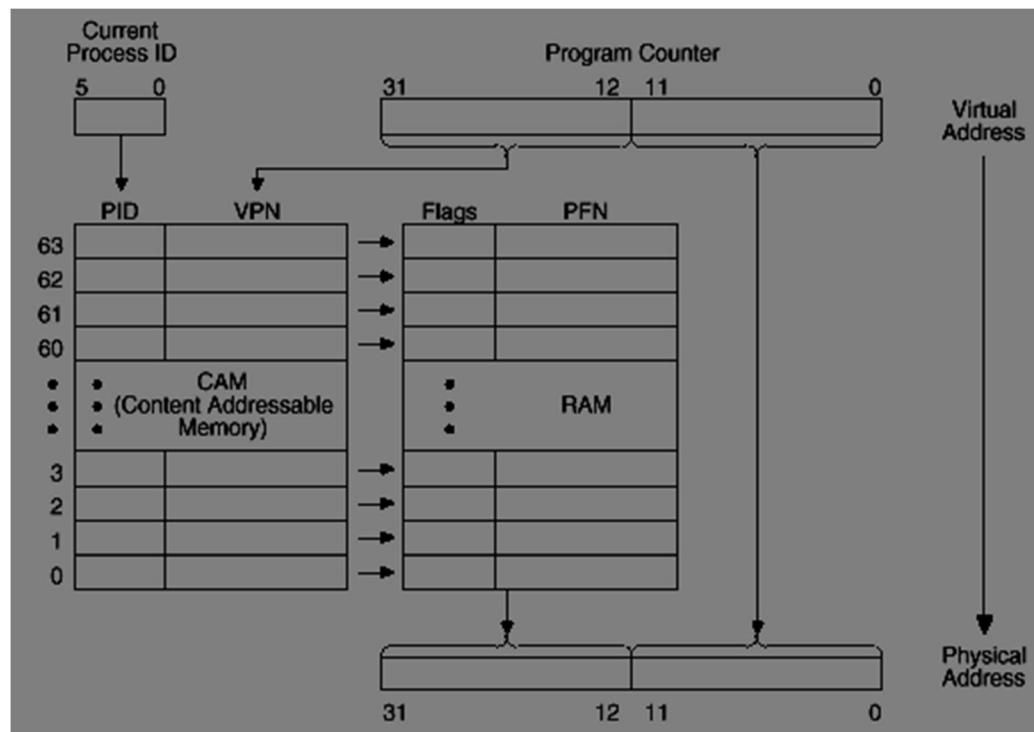 Current
Process ID
Program Counter
5 0
31 12 11 0
Virtual
Address
PID VPN Flags PFN
63
62
61
60
CAM
(Content Addressable
Memory)
RAM
3
2
1
0
Physical
Address
31 12 11 0